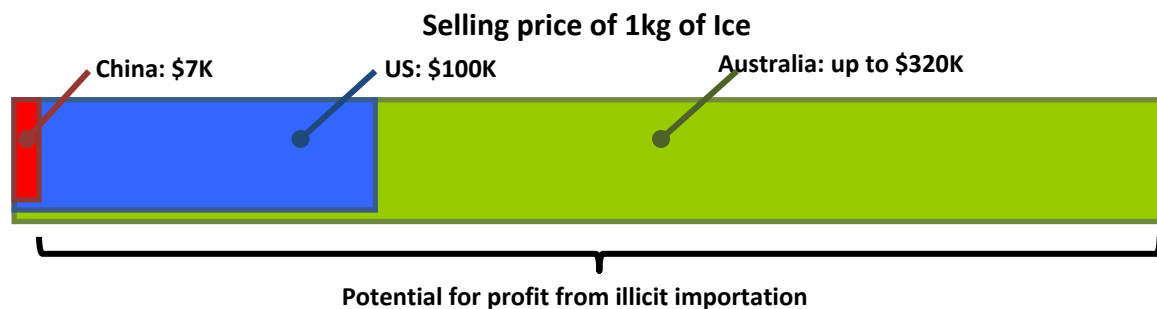 Selling price of 1kg of Ice
China: $7K
US: $100K
Australia: up to $320K
Potential for profit from illicit importation